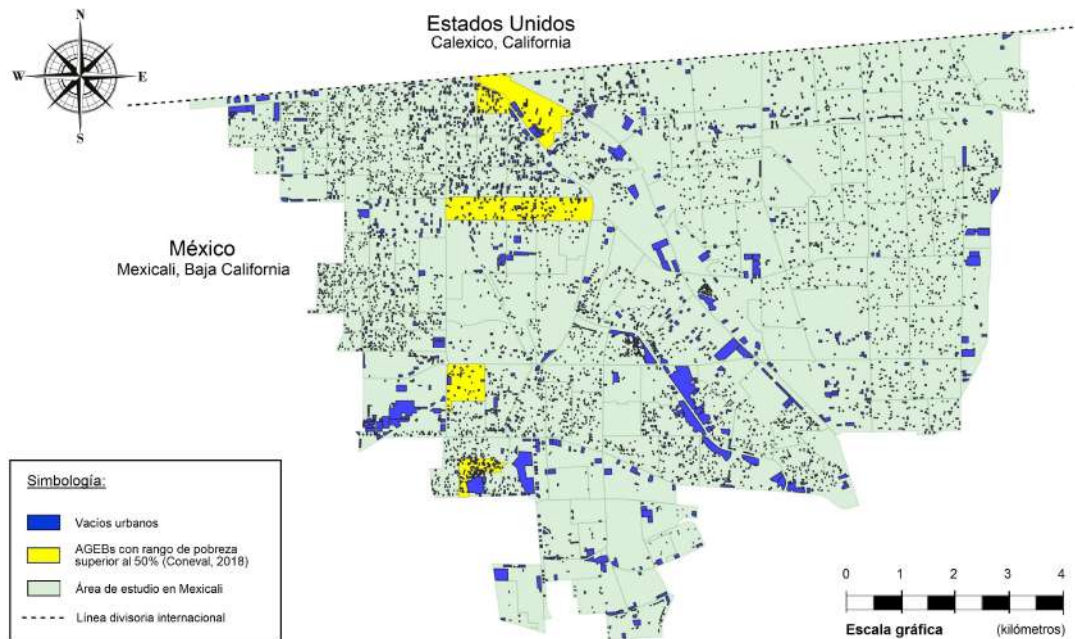 N
W
E
S
Estados Unidos
Calexico, California
México
Mexicali, Baja California
Simbología:
Vacíos urbanos
AGEBs con rango de pobreza
superior al 50% (Coneval, 2018)
Área de estudio en Mexicali
Línea divisoria internacional
0 1 2 3 4
Escala gráfica (kilómetros)